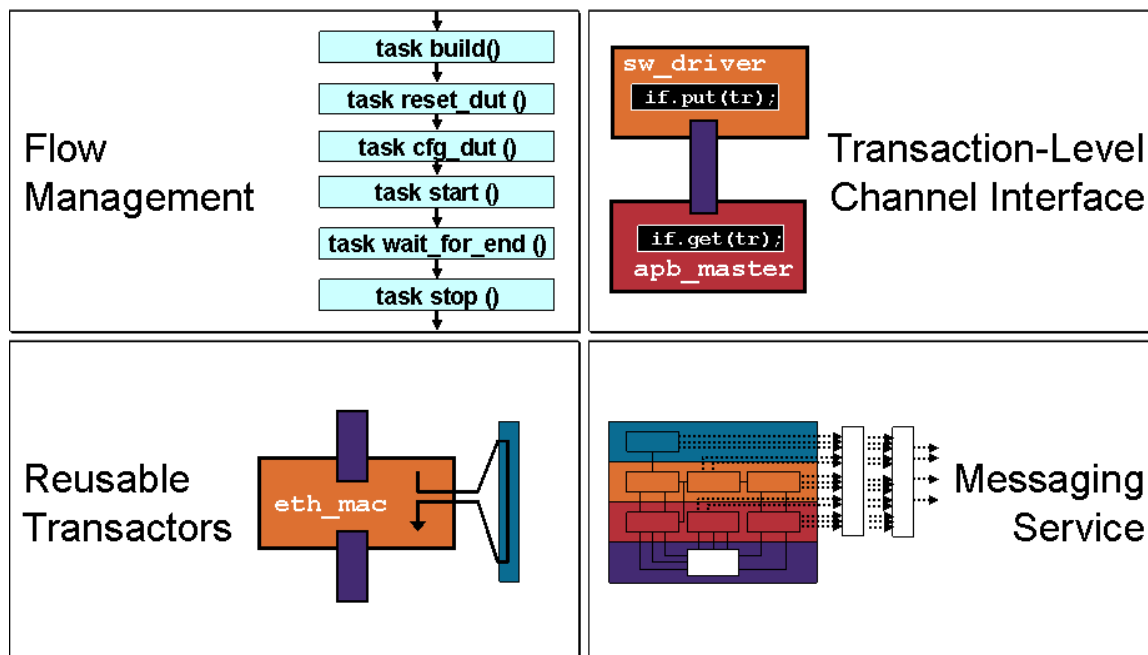 Flow
Management
task build()
task reset_dut ()
task cfg_dut ()
task start ()
task wait_for_end ()
task stop ()
sw_driver
if.put(tr);
if.get(tr);
apb_master
Transaction-Level
Channel Interface
Reusable
Transactors
eth_mac
Messaging
Service